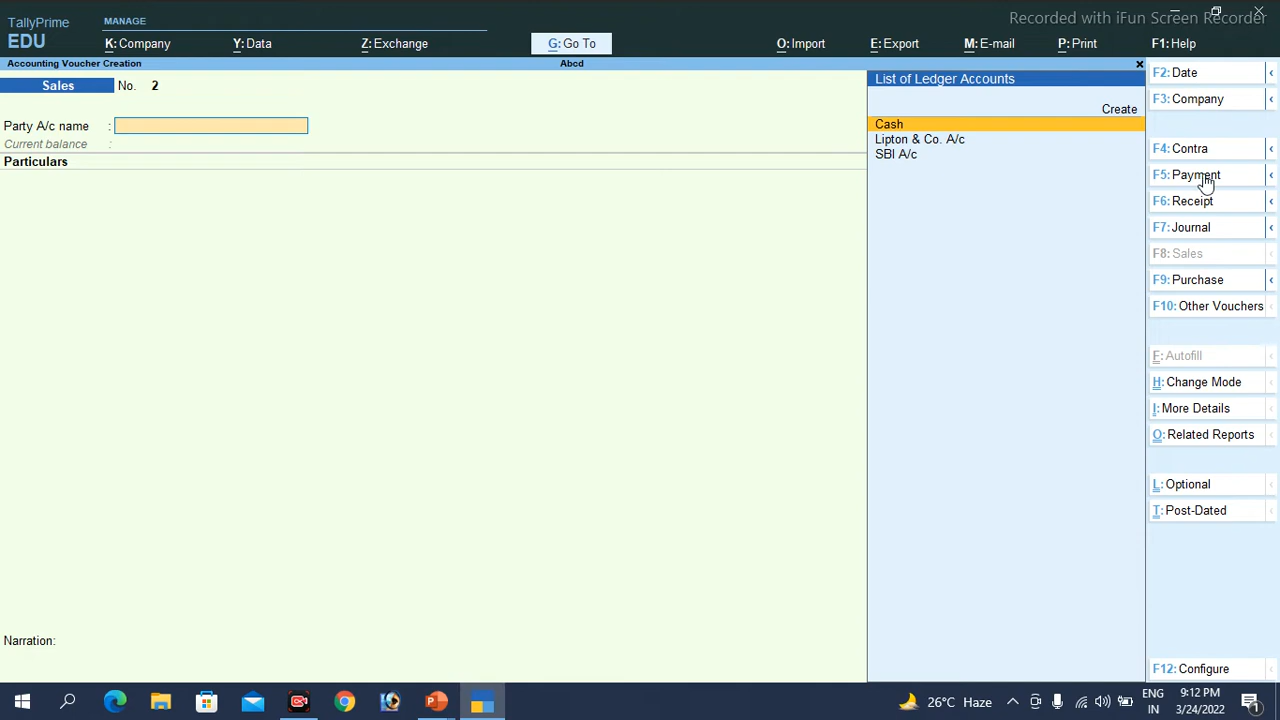 Recorded with iFun Screen Recorder
TallyPrime
EDU
MANAGE
K: Company
Y: Data
Z: Exchange
G: Go To
O: Import
E: Export
M: E-mail
P: Print
F1: Help
Accounting Voucher Creation
Abcd
Sales No. 2
Party A/c name :
Current balance :
Particulars
Narration:
List of Ledger Accounts
Create
Cash
Lipton & Co. A/c
SBI A/c
F2: Date
F3: Company
F4: Contra
F5: Payment
F6: Receipt
F7: Journal
F8: Sales
F9: Purchase
F10: Other Vouchers
F: Autofill
H: Change Mode
I: More Details
O: Related Reports
L: Optional
T: Post-Dated
F12: Configure
26°C Haze
ENG
IN
9:12 PM
3/24/2022
1